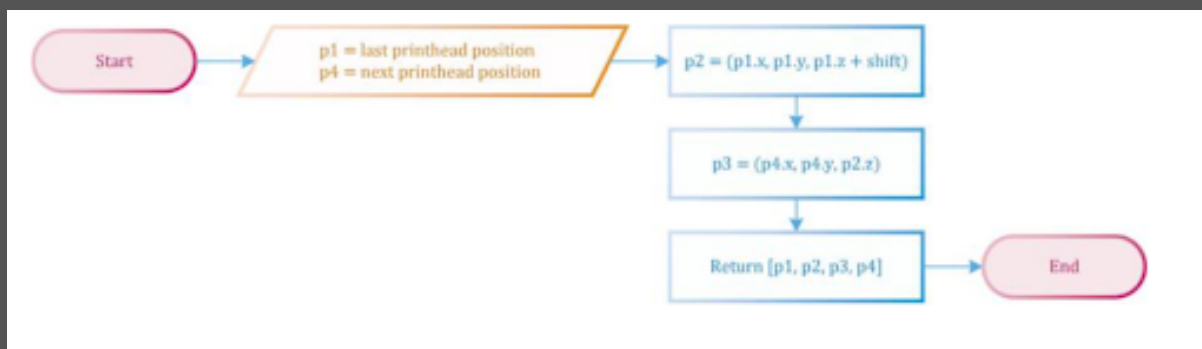 Start
p1 = last printhead position
p4 = next printhead position
p2 = (p1.x, p1.y, p1.z + shift)
p3 = (p4.x, p4.y, p2.z)
Return [p1, p2, p3, p4]
End